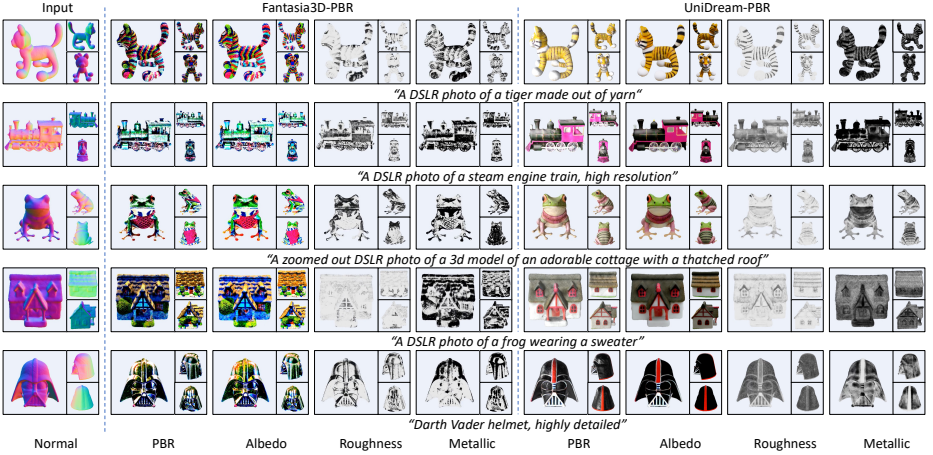 Input Fantasia3D-PBR UniDream-PBR
“A DSLR photo of a tiger made out of yarn“
“A DSLR photo of a steam engine train, high resolution”
“A zoomed out DSLR photo of a 3d model of an adorable cottage with a thatched roof”
“A DSLR photo of a frog wearing a sweater”
“Darth Vader helmet, highly detailed”
Normal PBR Albedo Roughness Metallic PBR Albedo Roughness Metallic